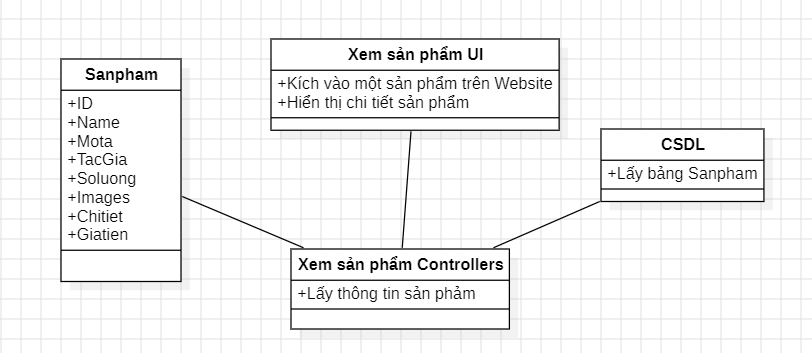 Sanpham
+ID
+Name
+Mota
+TacGia
+Soluong
+Images
+Chitiet
+Giatien
Xem sản phẩm UI
+Kích vào một sản phẩm trên Website
+Hiển thị chi tiết sản phẩm
CSDL
+Lấy bảng Sanpham
Xem sản phẩm Controllers
+Lấy thông tin sản phảm